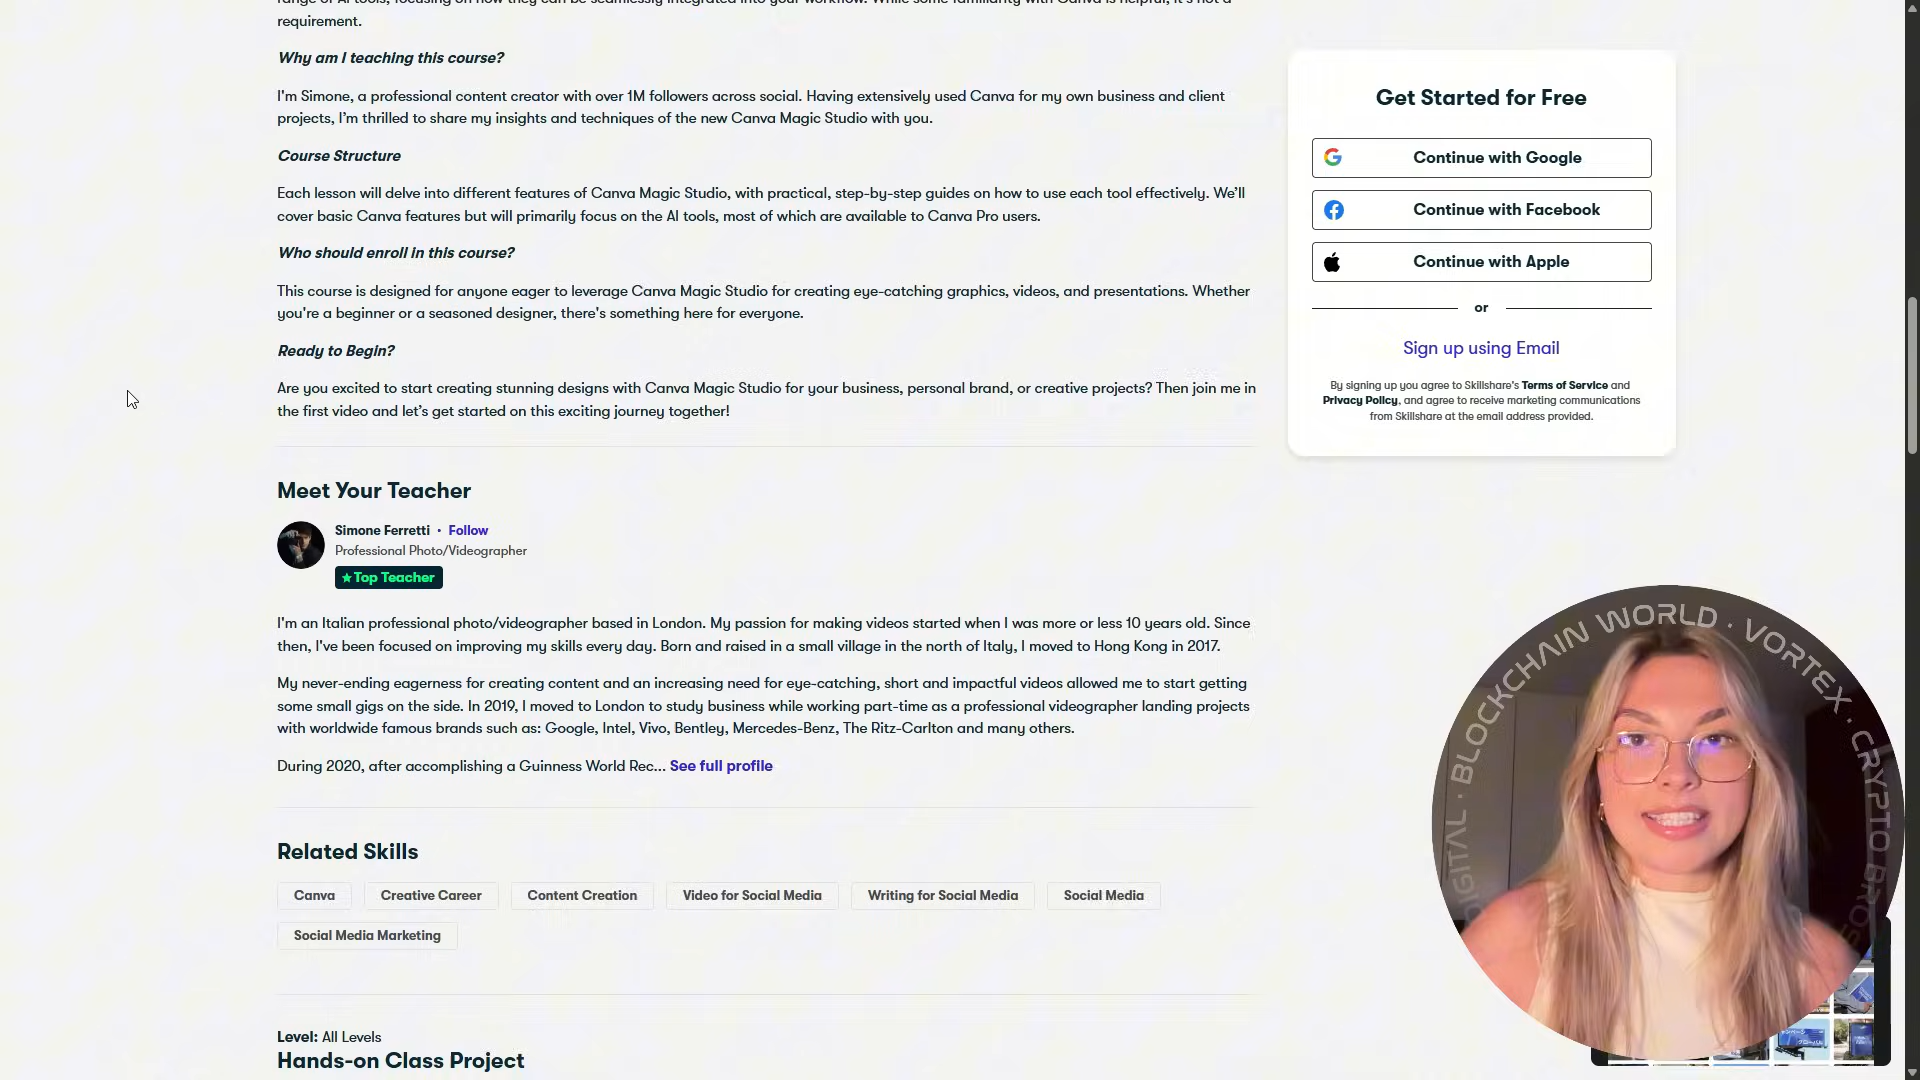 requirement.
Why am I teaching this course?
I'm Simone, a professional content creator with over 1M followers across social. Having extensively used Canva for my own business and client
projects, I’m thrilled to share my insights and techniques of the new Canva Magic Studio with you.
Course Structure
Each lesson will delve into different features of Canva Magic Studio, with practical, step-by-step guides on how to use each tool effectively. We’ll
cover basic Canva features but will primarily focus on the AI tools, most of which are available to Canva Pro users.
Who should enroll in this course?
This course is designed for anyone eager to leverage Canva Magic Studio for creating eye-catching graphics, videos, and presentations. Whether
you're a beginner or a seasoned designer, there's something here for everyone.
Ready to Begin?
Are you excited to start creating stunning designs with Canva Magic Studio for your business, personal brand, or creative projects? Then join me in
the first video and let’s get started on this exciting journey together!
Meet Your Teacher
Simone Ferretti · Follow
Professional Photo/Videographer
Top Teacher
I'm an Italian professional photo/videographer based in London. My passion for making videos started when I was more or less 10 years old. Since
then, I've been focused on improving my skills every day. Born and raised in a small village in the north of Italy, I moved to Hong Kong in 2017.
My never-ending eagerness for creating content and an increasing need for eye-catching, short and impactful videos allowed me to start getting
some small gigs on the side. In 2019, I moved to London to study business while working part-time as a professional videographer landing projects
with worldwide famous brands such as: Google, Intel, Vivo, Bentley, Mercedes-Benz, The Ritz-Carlton and many others.
During 2020, after accomplishing a Guinness World Rec... See full profile
Related Skills
Canva
Creative Career
Content Creation
Video for Social Media
Writing for Social Media
Social Media
Social Media Marketing
Level: All Levels
Hands-on Class Project
Get Started for Free
Continue with Google
Continue with Facebook
Continue with Apple
or
Sign up using Email
By signing up you agree to Skillshare's Terms of Service and
Privacy Policy, and agree to receive marketing communications
from Skillshare at the email address provided.
DIGITAL · BLOCKCHAIN WORLD · VORTEX · CRYPTO BRO